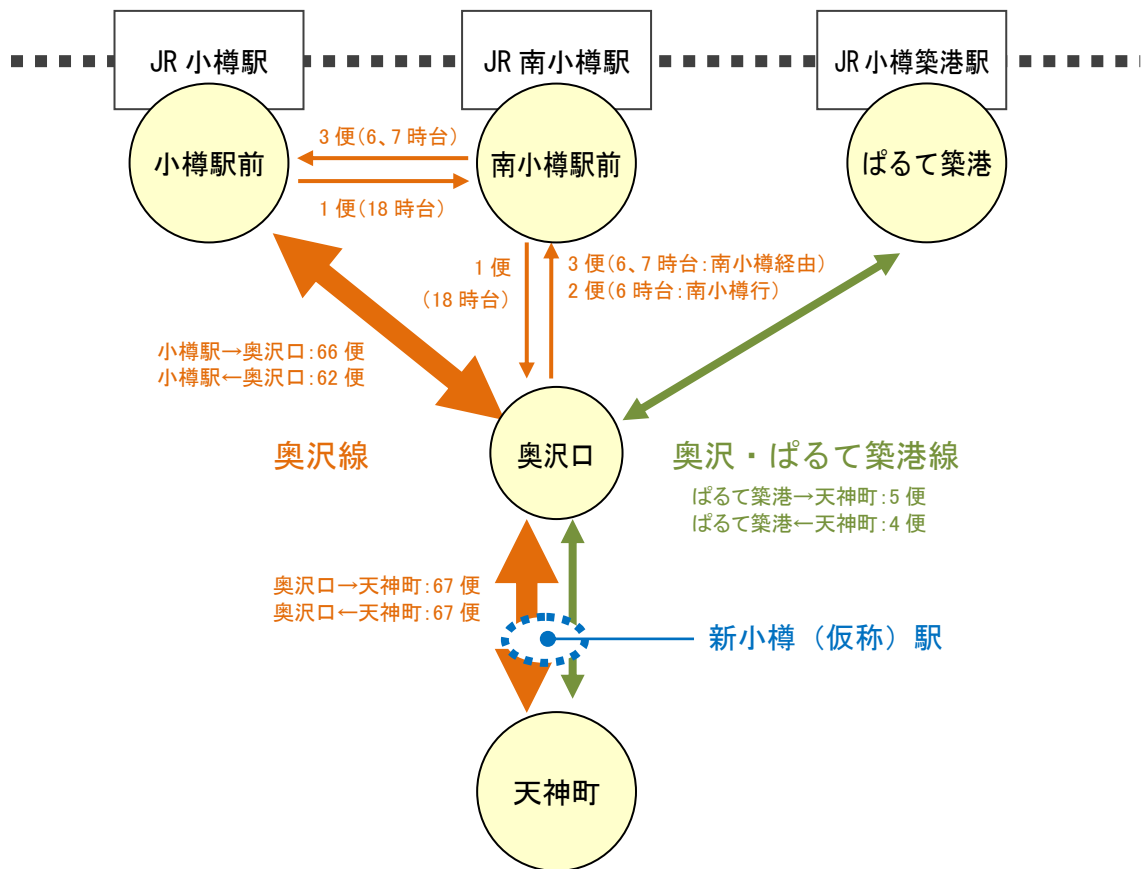 JR 小樽駅
JR 南小樽駅
JR 小樽築港駅
小樽駅前
3 便(6、7 時台)
1 便(18 時台)
南小樽駅前
ぱるて築港
1 便
(18 時台)
3 便(6、7 時台:南小樽経由)
2 便(6 時台:南小樽行)
小樽駅→奥沢口:66 便
小樽駅←奥沢口:62 便
奥沢線
奥沢口
奥沢・ぱるて築港線
ぱるて築港→天神町:5 便
ぱるて築港←天神町:4 便
奥沢口→天神町:67 便
奥沢口←天神町:67 便
新小樽(仮称)駅
天神町